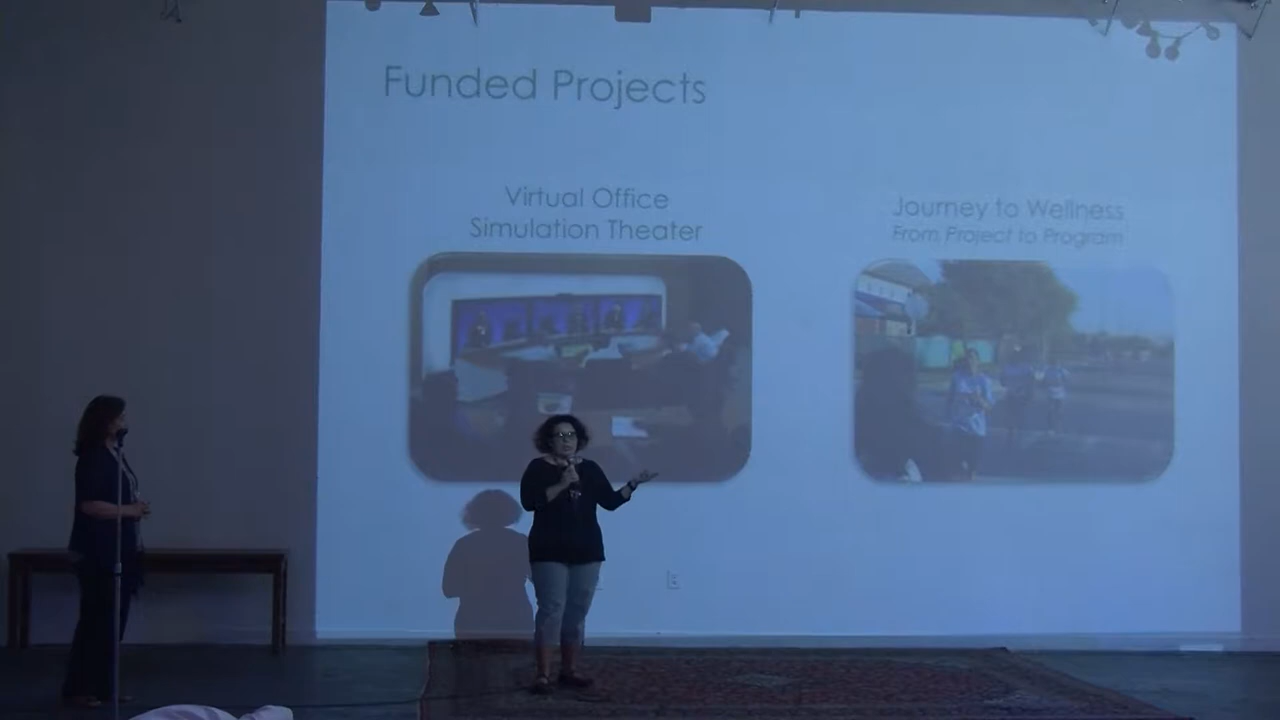 Funded Projects
Virtual Office
Simulation Theater
Journey to Wellness
From Project to Program